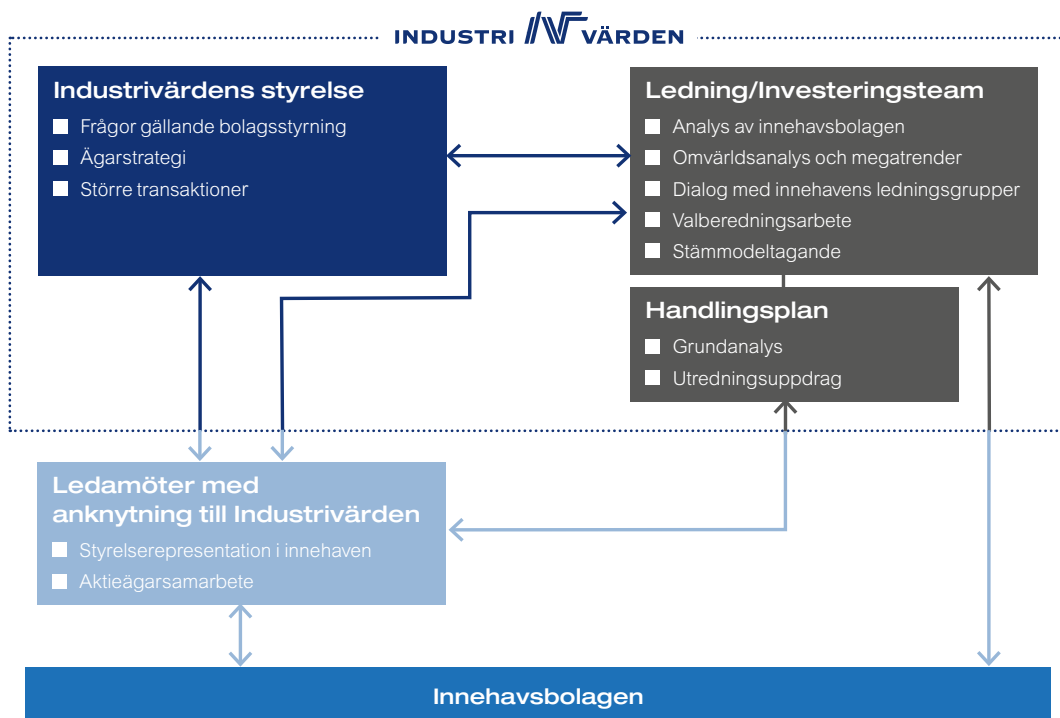 INDUSTRI VÄRDEN
Industrivärdens styrelse
Frågor gällande bolagsstyrning
Ägarstrategi
Större transaktioner
Ledning/Investeringsteam
Analys av innehavsbolagen
Omvärldsanalys och megatrender
Dialog med innehavens ledningsgrupper
Valberedningsarbete
Stämmodeltagande
Handlingsplan
Grundanalys
Utredningsuppdrag
Ledamöter med
anknytning till Industrivärden
Styrelserepresentation i innehaven
Aktieägarsamarbete
Innehavsbolagen